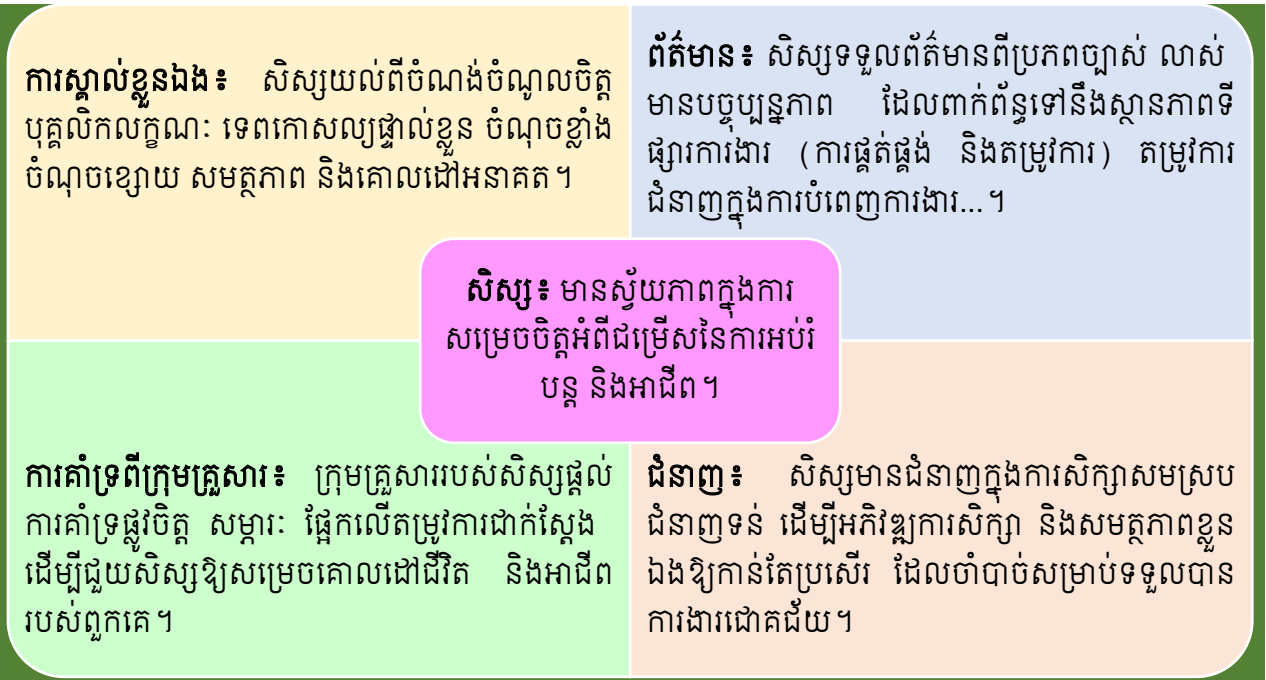 ការស្គាល់ខ្លួនឯង៖ សិស្សយល់ពីចំណង់ចំណូលចិត្ត
បុគ្គលិកលក្ខណៈ ទេពកោសល្យផ្ទាល់ខ្លួន ចំណុចខ្លាំង
ចំណុចខ្សោយ សមត្ថភាព និងគោលដៅអនាគត។
ព័ត៌មាន៖ សិស្សទទួលព័ត៌មានពីប្រភពច្បាស់ លាស់
មានបច្ចុប្បន្នភាព ដែលពាក់ព័ន្ធទៅនឹងស្ថានភាពទី
ផ្សារការងារ (ការផ្គត់ផ្គង់ និងតម្រូវការ) តម្រូវការ
ជំនាញក្នុងការបំពេញការងារ...។
សិស្ស៖ មានស្វ័យភាពក្នុងការ
សម្រេចចិត្តអំពីជម្រើសនៃការអប់រំ
បន្ត និងអាជីព។
ការគាំទ្រពីក្រុមគ្រួសារ៖ ក្រុមគ្រួសាររបស់សិស្សផ្តល់
ការគាំទ្រផ្លូវចិត្ត សម្ភារៈ ផ្អែកលើតម្រូវការជាក់ស្តែង
ដើម្បីជួយសិស្សឱ្យសម្រេចគោលដៅជីវិត និងអាជីព
របស់ពួកគេ។
ជំនាញ៖ សិស្សមានជំនាញក្នុងការសិក្សាសមស្រប
ជំនាញទន់ ដើម្បីអភិវឌ្ឍការសិក្សា និងសមត្ថភាពខ្លួន
ឯងឱ្យកាន់តែប្រសើរ ដែលចាំបាច់សម្រាប់ទទួលបាន
ការងារជោគជ័យ។